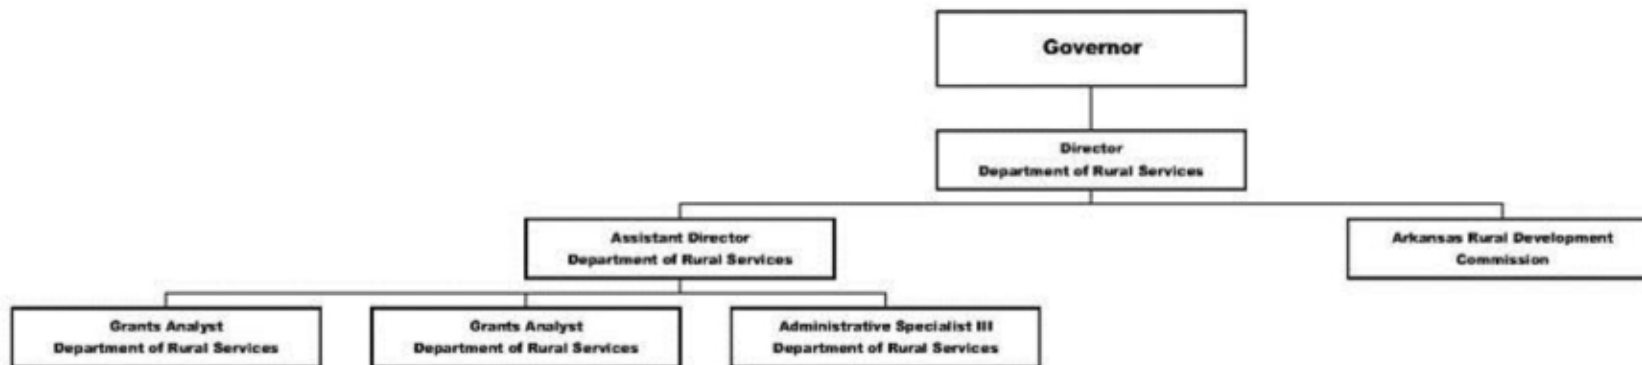 Governor
Director
Department of Rural Services
Assistant Director
Department of Rural Services
Arkansas Rural Development
Commission
Grants Analyst
Department of Rural Services
Grants Analyst
Department of Rural Services
Administrative Specialist III
Department of Rural Services